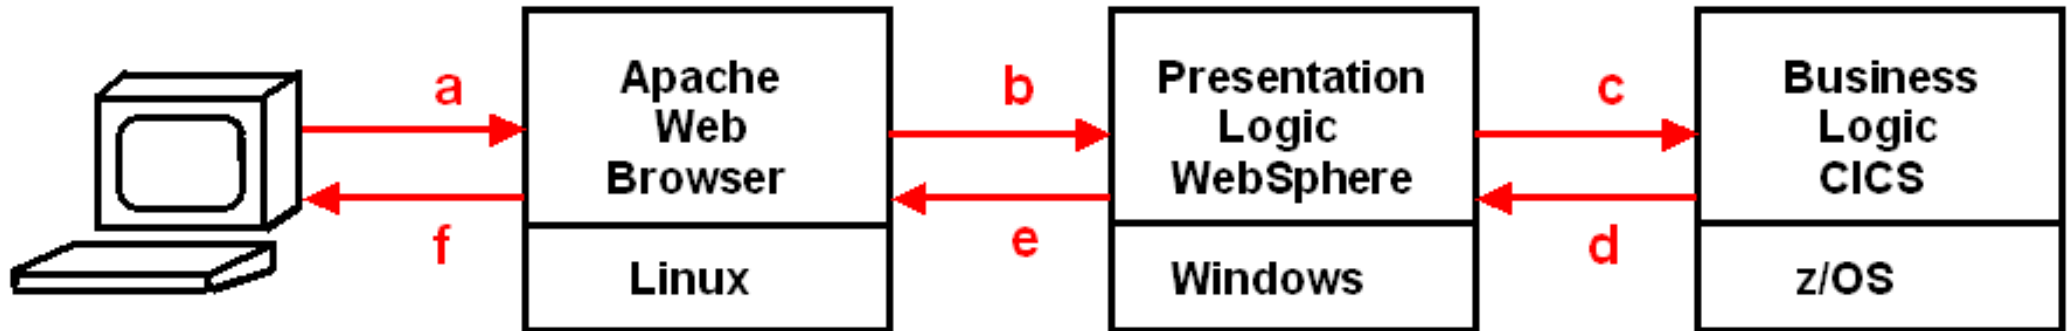 a
f
Apache
Web
Browser
Linux
b
e
Presentation
Logic
WebSphere
Windows
c
d
Business
Logic
CICS
z/OS